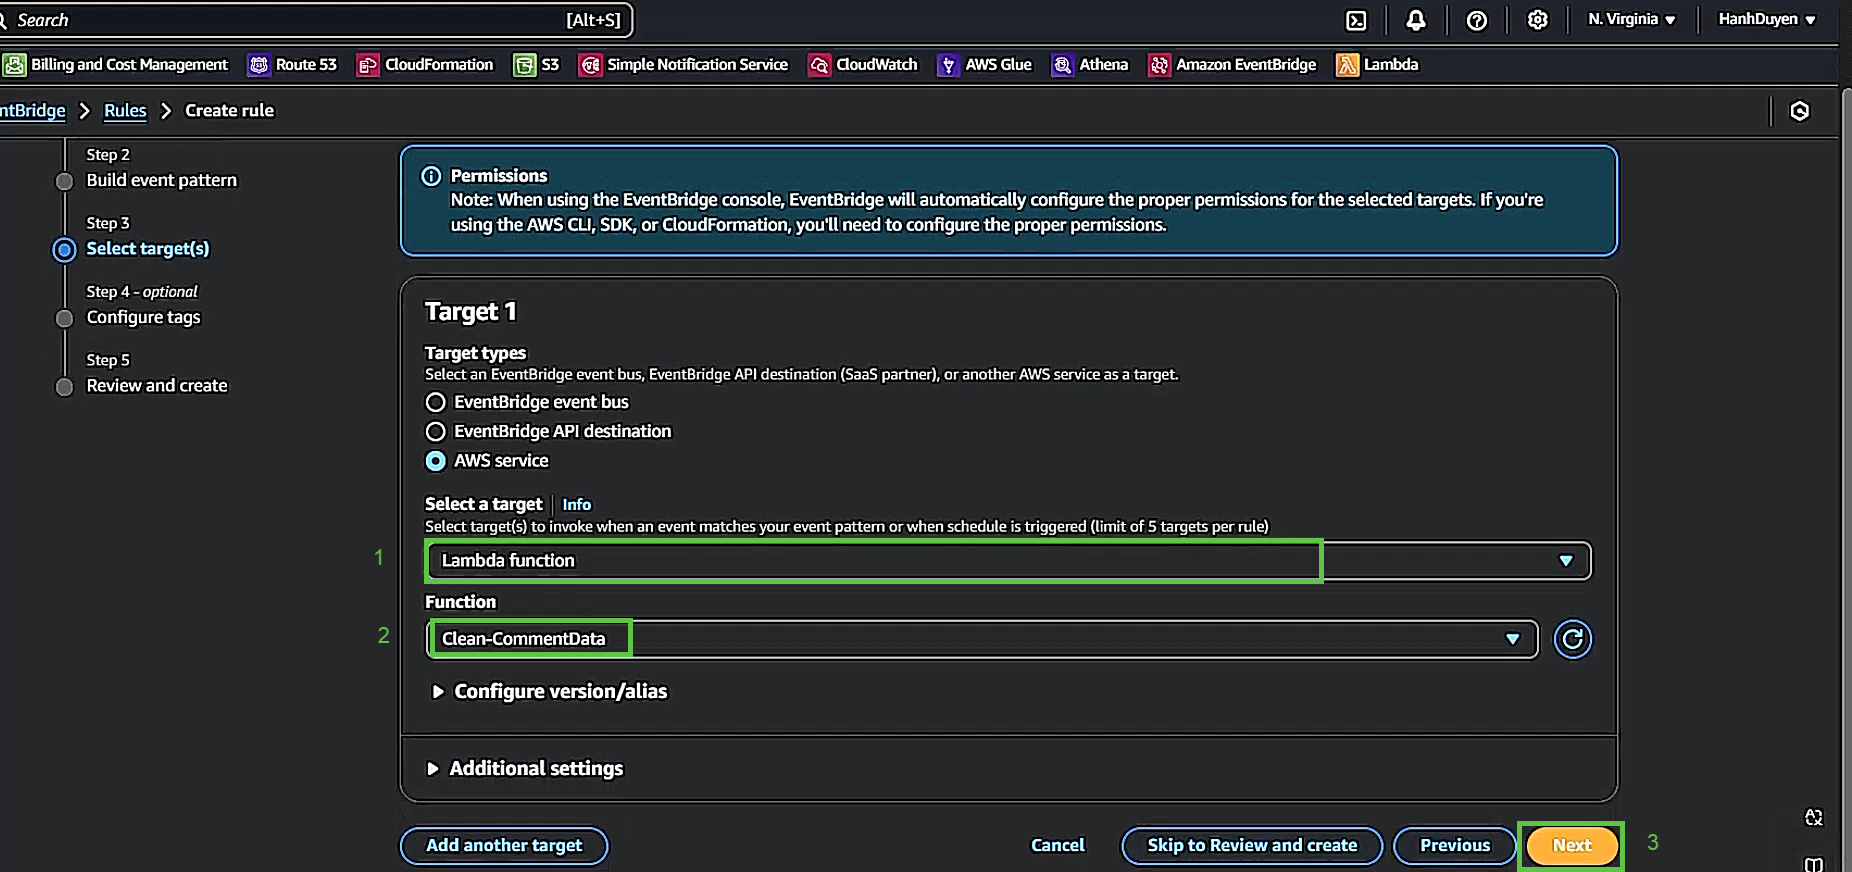 Search [Alt+S] N. Virginia HanhDuyen
Billing and Cost Management Route 53 CloudFormation S3 Simple Notification Service CloudWatch AWS Glue Athena Amazon EventBridge Lambda
ntBridge Rules Create rule
Step 2
Build event pattern
Step 3
Select target(s)
Step 4 - optional
Configure tags
Step 5
Review and create
Permissions
Note: When using the EventBridge console, EventBridge will automatically configure the proper permissions for the selected targets. If you're
using the AWS CLI, SDK, or CloudFormation, you'll need to configure the proper permissions.
Target 1
Target types
Select an EventBridge event bus, EventBridge API destination (SaaS partner), or another AWS service as a target.
EventBridge event bus
EventBridge API destination
AWS service
Select a target Info
Select target(s) to invoke when an event matches your event pattern or when schedule is triggered (limit of 5 targets per rule)
1 Lambda function
Function
2 Clean-CommentData
Configure version/alias
Additional settings
Add another target Cancel Skip to Review and create Previous Next 3